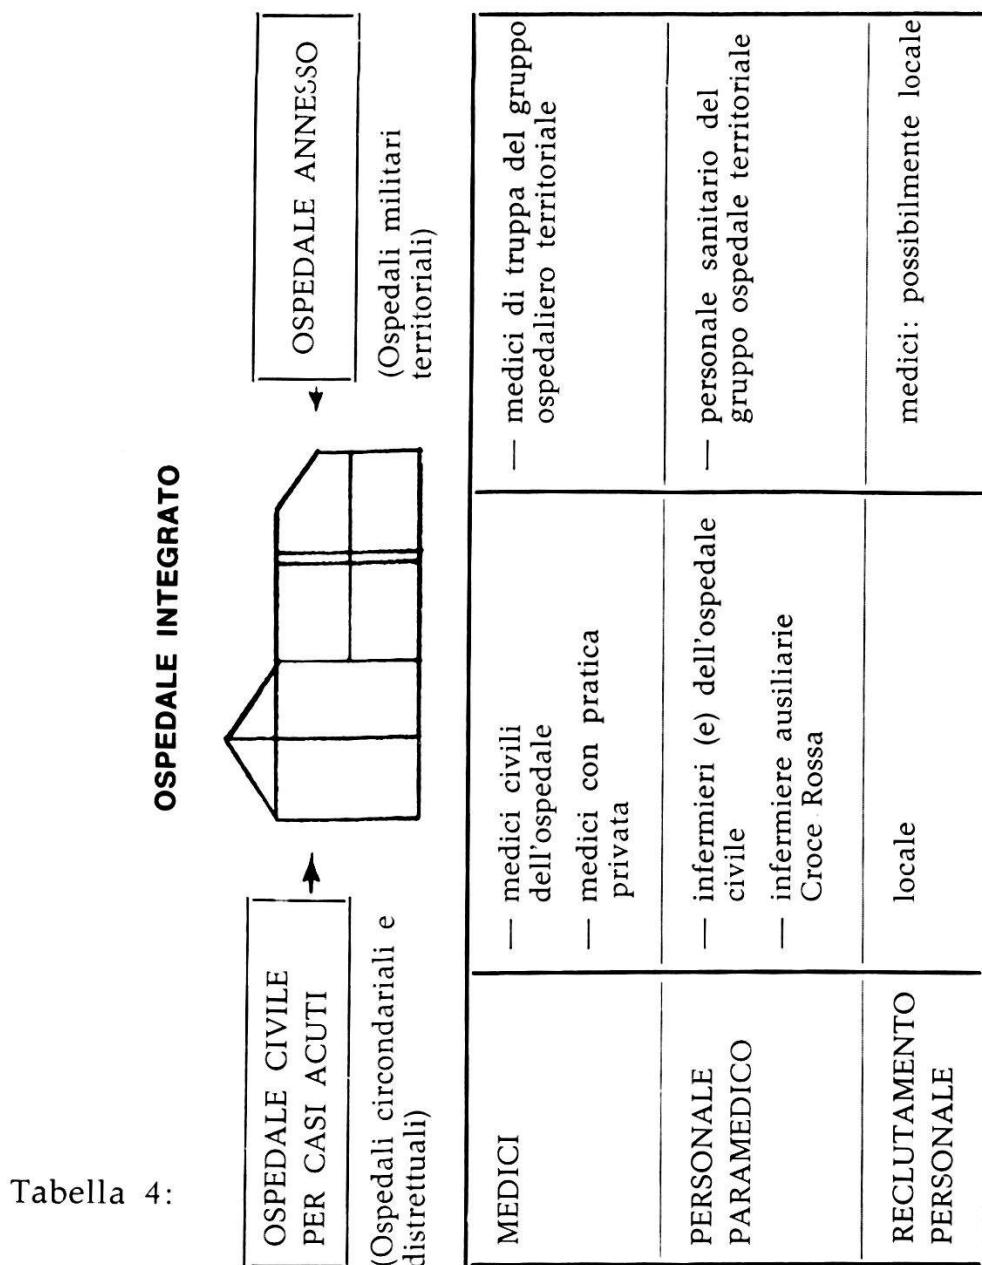 Tabella 4:
OSPEDALE INTEGRATO
OSPEDALE CIVILE
PER CASI ACUTI
(Ospedali circondariali e
distrettuali)
OSPEDALE ANNESSO
(Ospedali militari
territoriali)
MEDICI
— medici civili
dell'ospedale
— medici con pratica
privata
— medici di truppa del gruppo
ospedaliero territoriale
PERSONALE
PARAMEDICO
— infermieri (e) dell'ospedale
civile
— infermiere ausiliarie
Croce Rossa
— personale sanitario del
gruppo ospedale territoriale
RECLUTAMENTO
PERSONALE
locale
medici: possibilmente locale